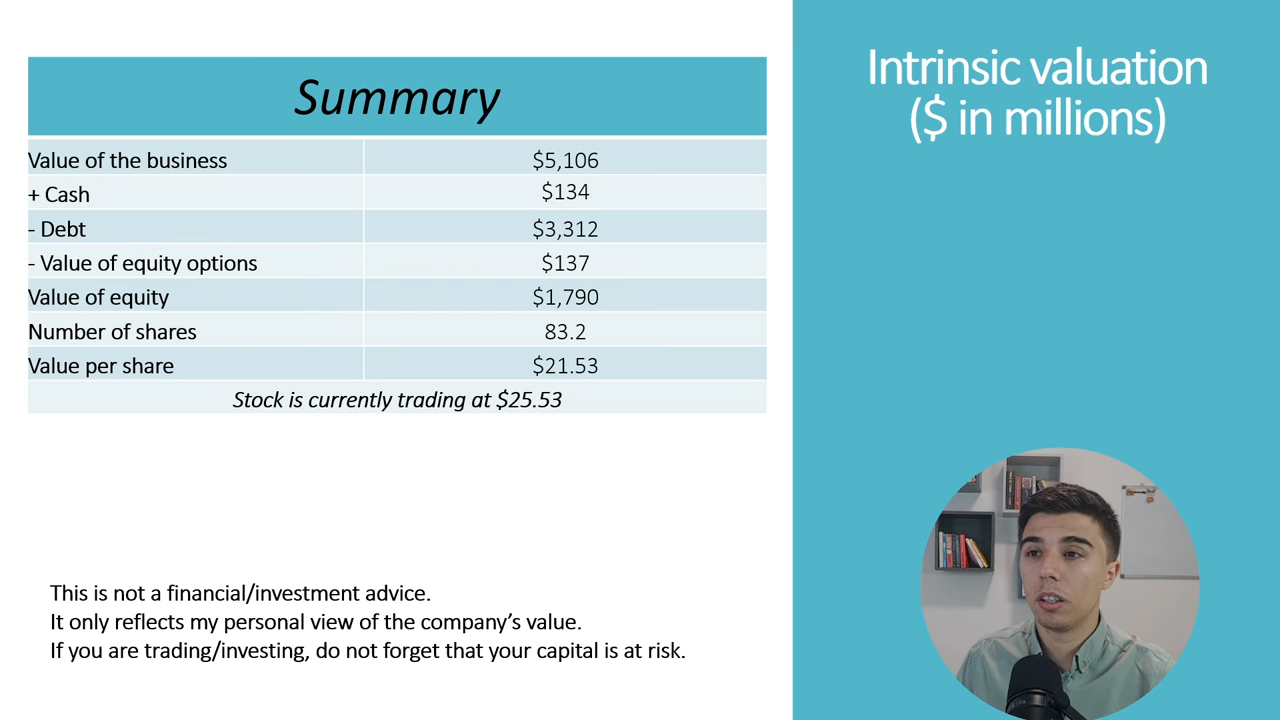 Summary
Value of the business $5,106
+ Cash $134
- Debt $3,312
- Value of equity options $137
Value of equity $1,790
Number of shares 83.2
Value per share $21.53
Stock is currently trading at $25.53
This is not a financial/investment advice.
It only reflects my personal view of the company's value.
If you are trading/investing, do not forget that your capital is at risk.
Intrinsic valuation
($ in millions)